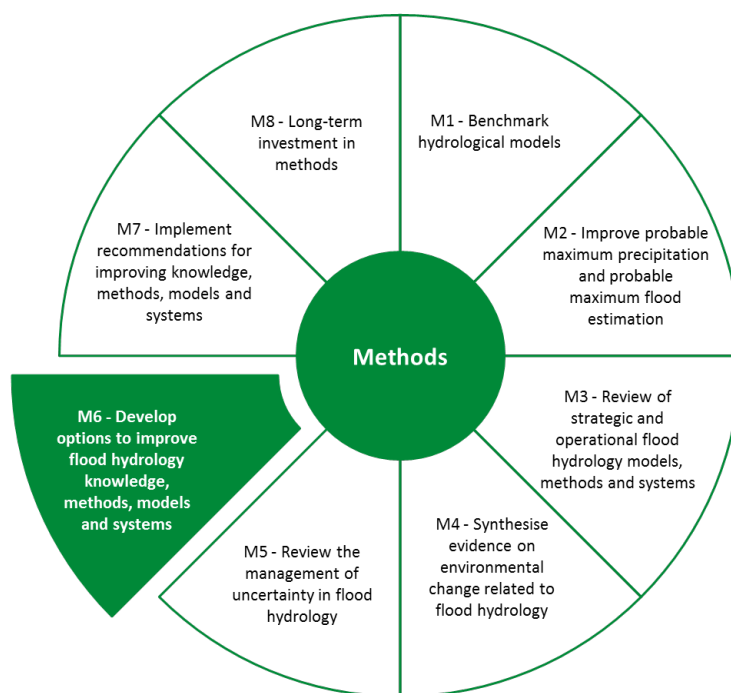 M8 - Long-term
investment in
methods
M1 - Benchmark
hydrological models
M7 - Implement
recommendations for
improving knowledge,
methods, models and
systems
M2 - Improve probable
maximum precipitation
and probable
maximum flood
estimation
Methods
M6 - Develop
options to improve
flood hydrology
knowledge,
methods, models
and systems
M3 - Review of
strategic and
operational flood
hydrology models,
methods and systems
M5 - Review the
management of
uncertainty in flood
hydrology
M4 - Synthesise
evidence on
environmental
change related to
flood hydrology